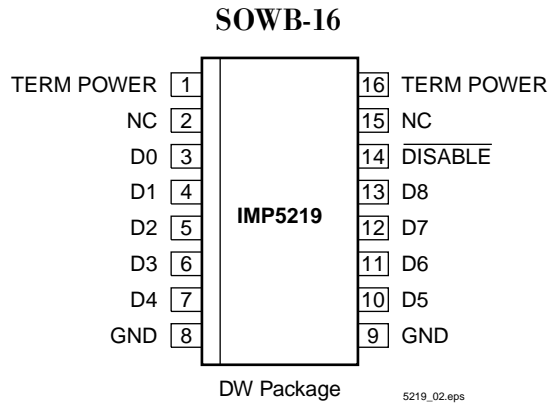 SOWB-16
TERM POWER 1 16 TERM POWER
NC 2 15 NC
D0 3 14 DISABLE
D1 4 13 D8
IMP5219
D2 5 12 D7
D3 6 11 D6
D4 7 10 D5
GND 8 9 GND
DW Package
5219_02.eps